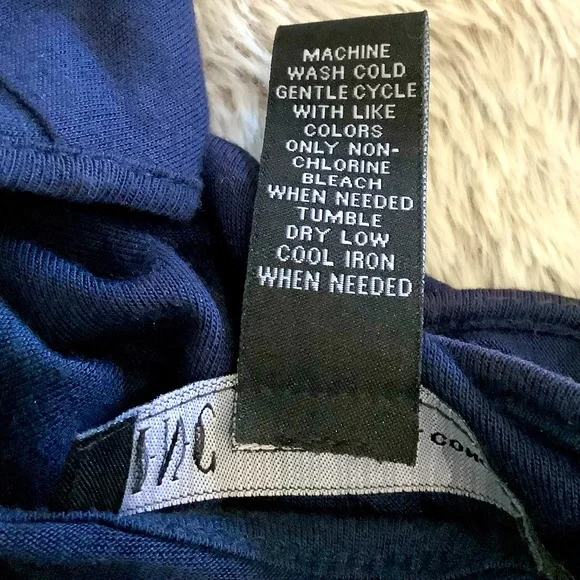 MACHINE
WASH COLD
GENTLE CYCLE
WITH LIKE
COLORS
ONLY NON-
CHLORINE
BLEACH
WHEN NEEDED
TUMBLE
DRY LOW
COOL IRON
WHEN NEEDED